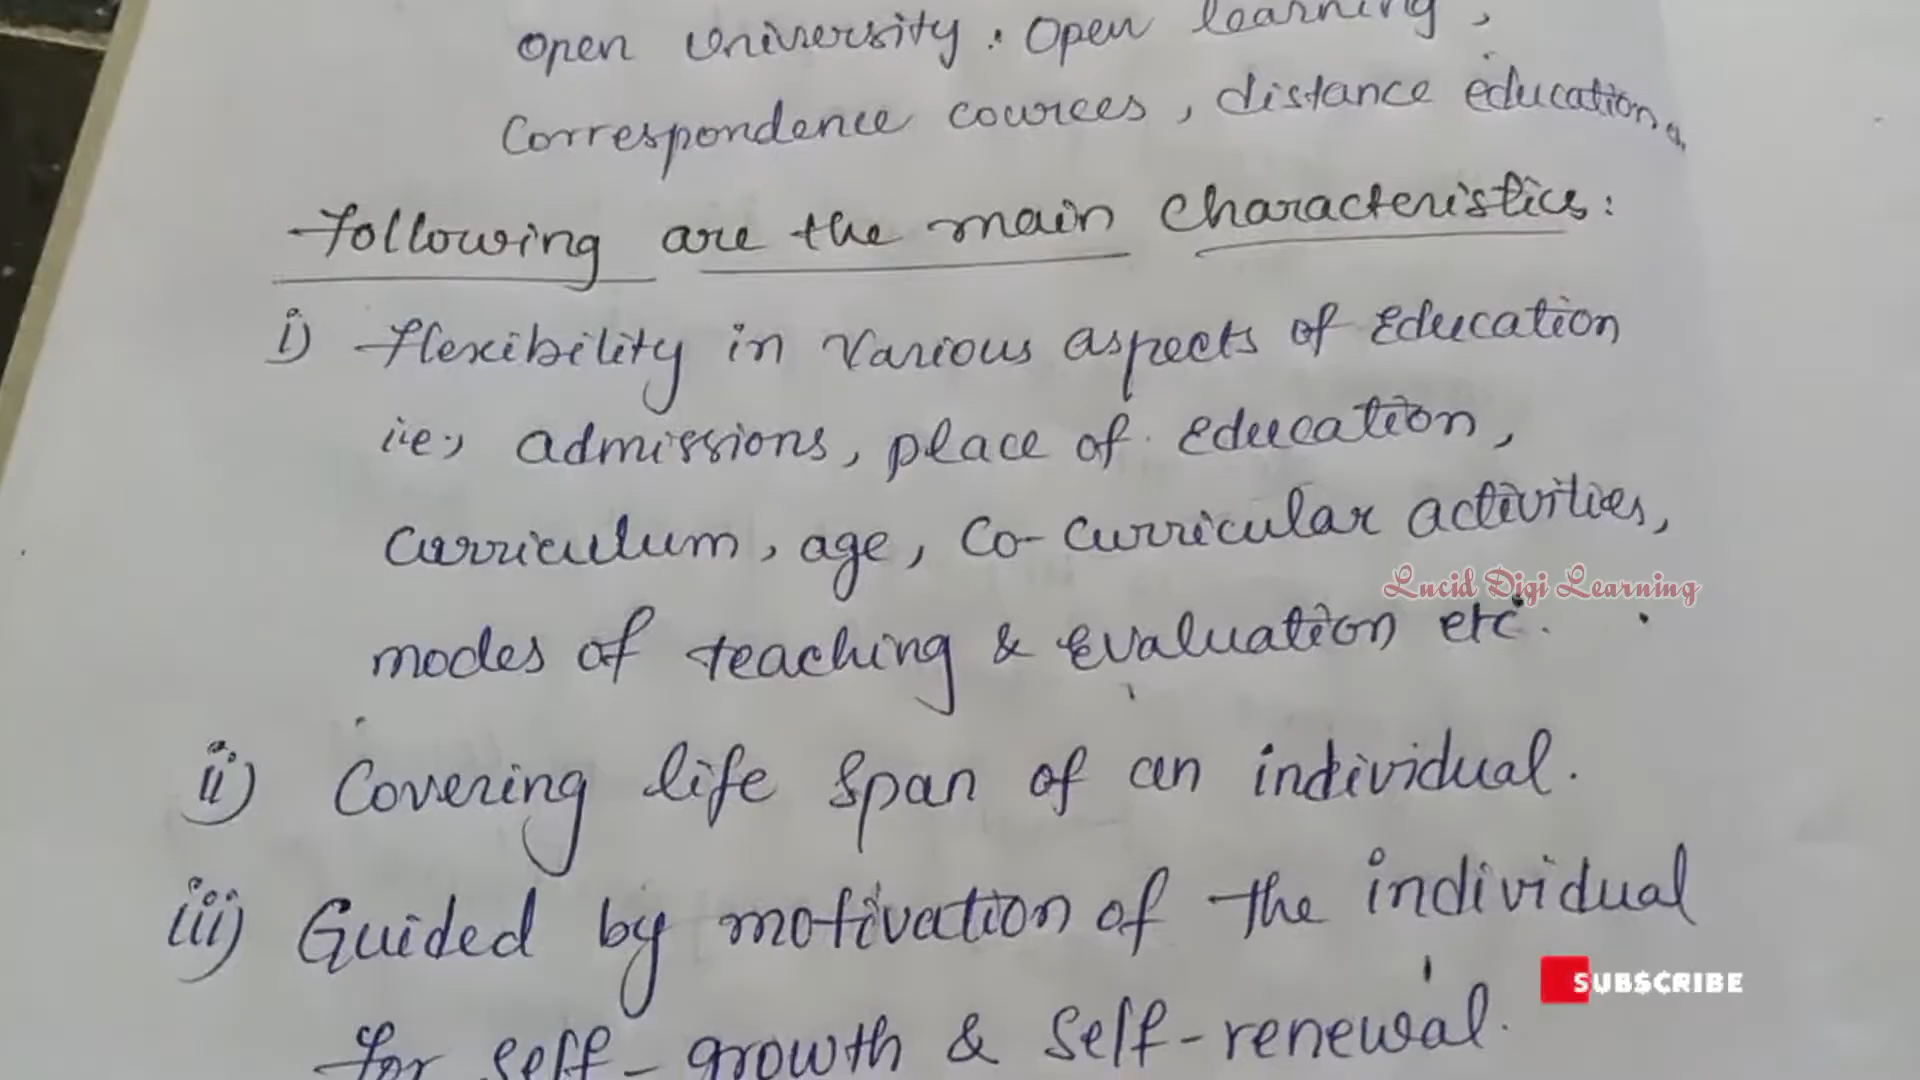 Open University. Open learning,
Correspondence cources, distance education.
Following are the main characteristics:
i) Flexibility in various aspects of Education
i.e., admissions, place of education,
curriculum, age, co-curricular activities,
Lucid Digi Learning
modes of teaching & Evaluation etc.
ii) Covering life span of an individual.
iii) Guided by motivation of the individual
SUBSCRIBE
for self-growth & self-renewal.